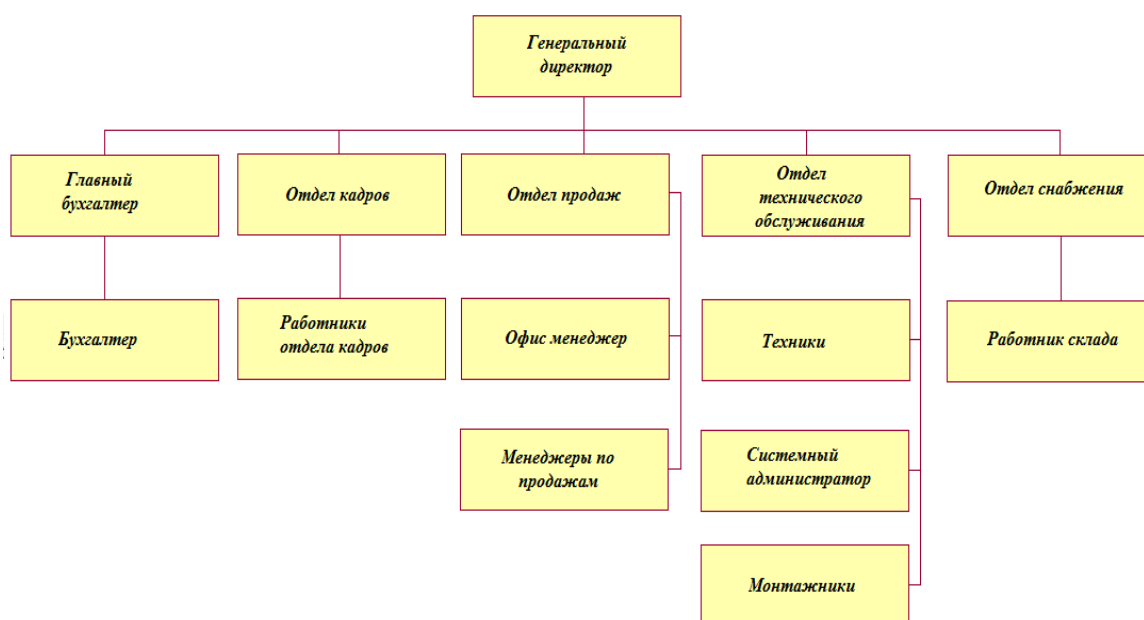 Генеральный
директор
Главный
бухгалтер
Отдел кадров
Отдел продаж
Отдел
технического
обслуживания
Отдел снабжения
Бухгалтер
Работники
отдела кадров
Офис менеджер
Техники
Работник склада
Менеджеры по
продажам
Системный
администратор
Монтажники